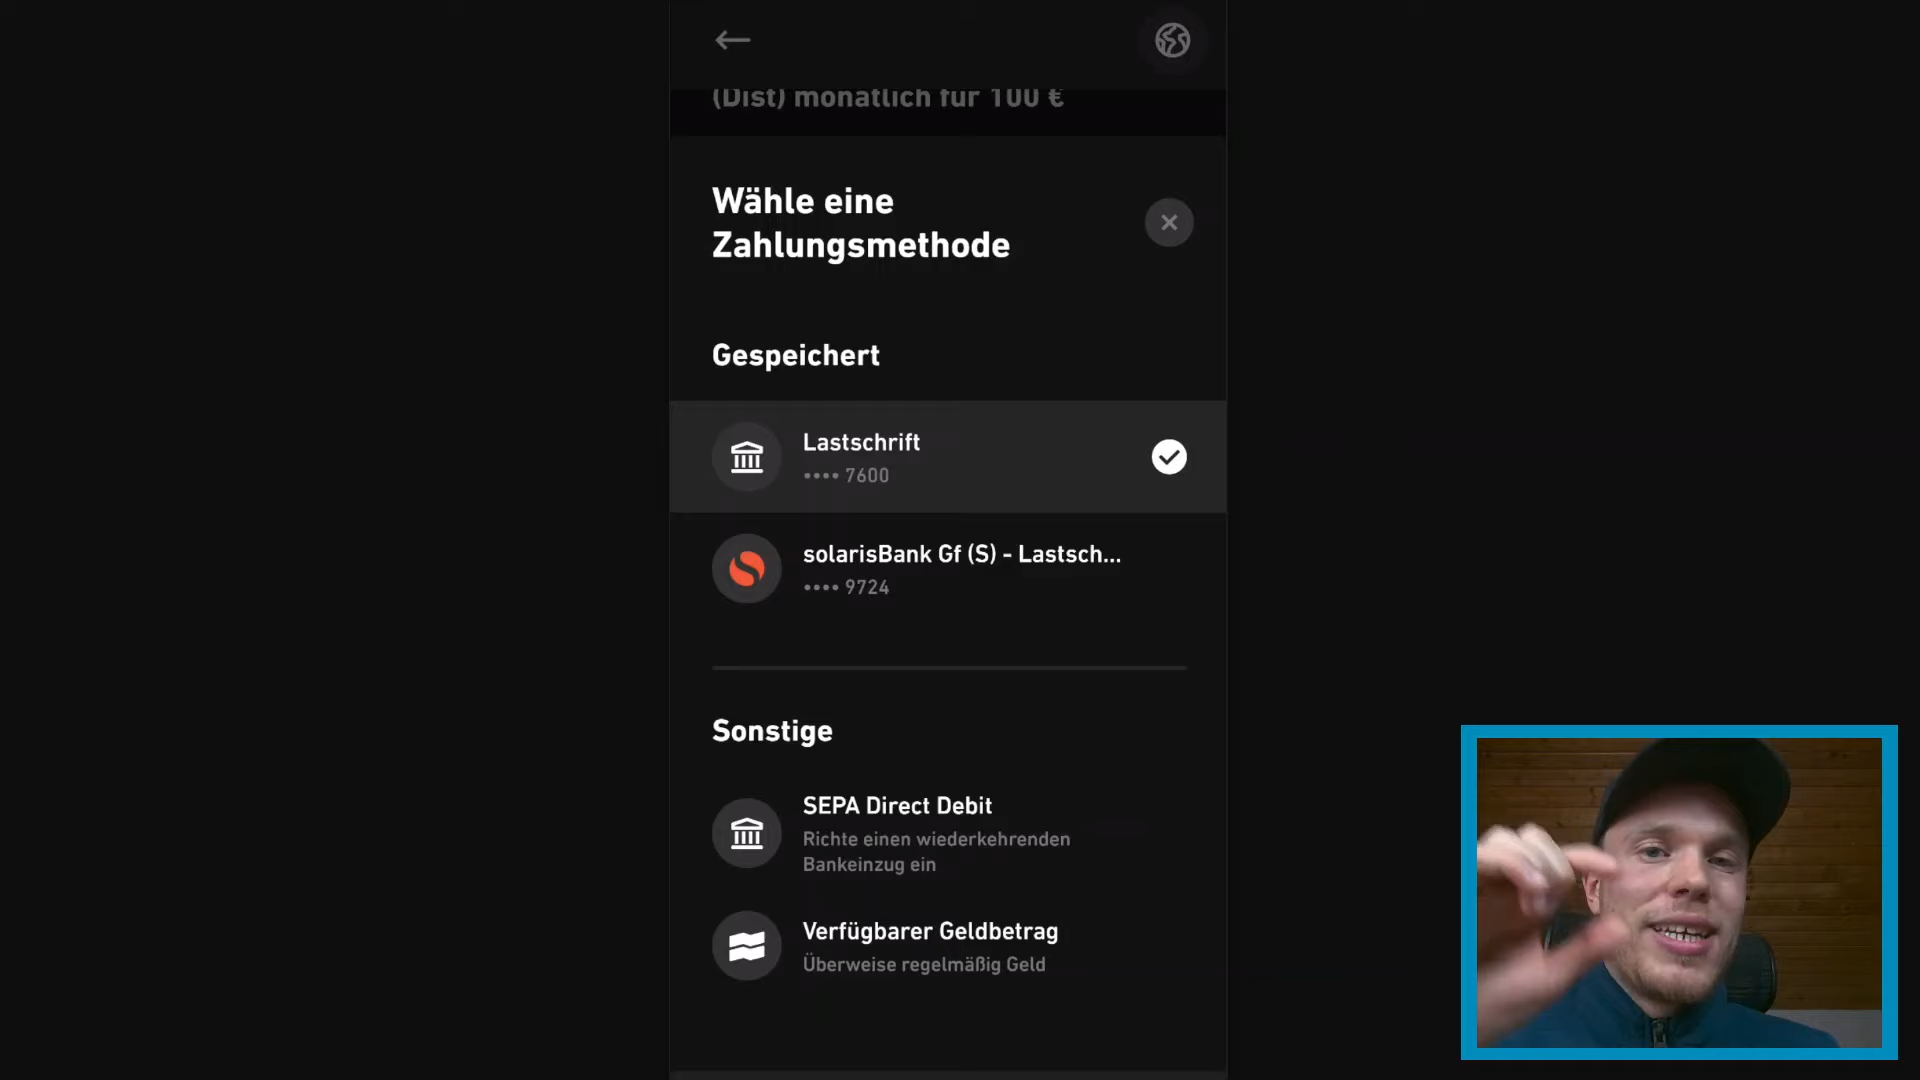 (Dist) monatlich für 100 €
Wähle eine
Zahlungsmethode
Gespeichert
Lastschrift
•••• 7600
solarisBank Gf (S) - Lastsch...
•••• 9724
Sonstige
SEPA Direct Debit
Richte einen wiederkehrenden
Bankeinzug ein
Verfügbarer Geldbetrag
Überweise regelmäßig Geld